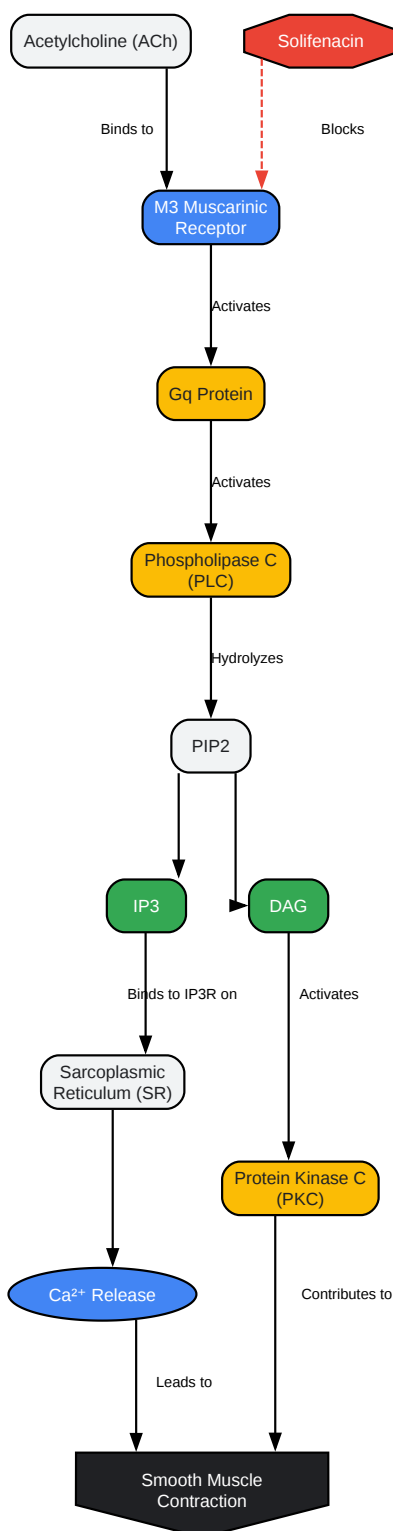 Acetylcholine (ACh)
Solifenacin
Binds to
Blocks
M3 Muscarinic
Receptor
Activates
Gq Protein
Activates
Phospholipase C
(PLC)
Hydrolyzes
PIP2
IP3
DAG
Binds to IP3R on
Activates
Sarcoplasmic
Reticulum (SR)
Protein Kinase C
(PKC)
Ca²⁺ Release
Contributes to
Leads to
Smooth Muscle
Contraction